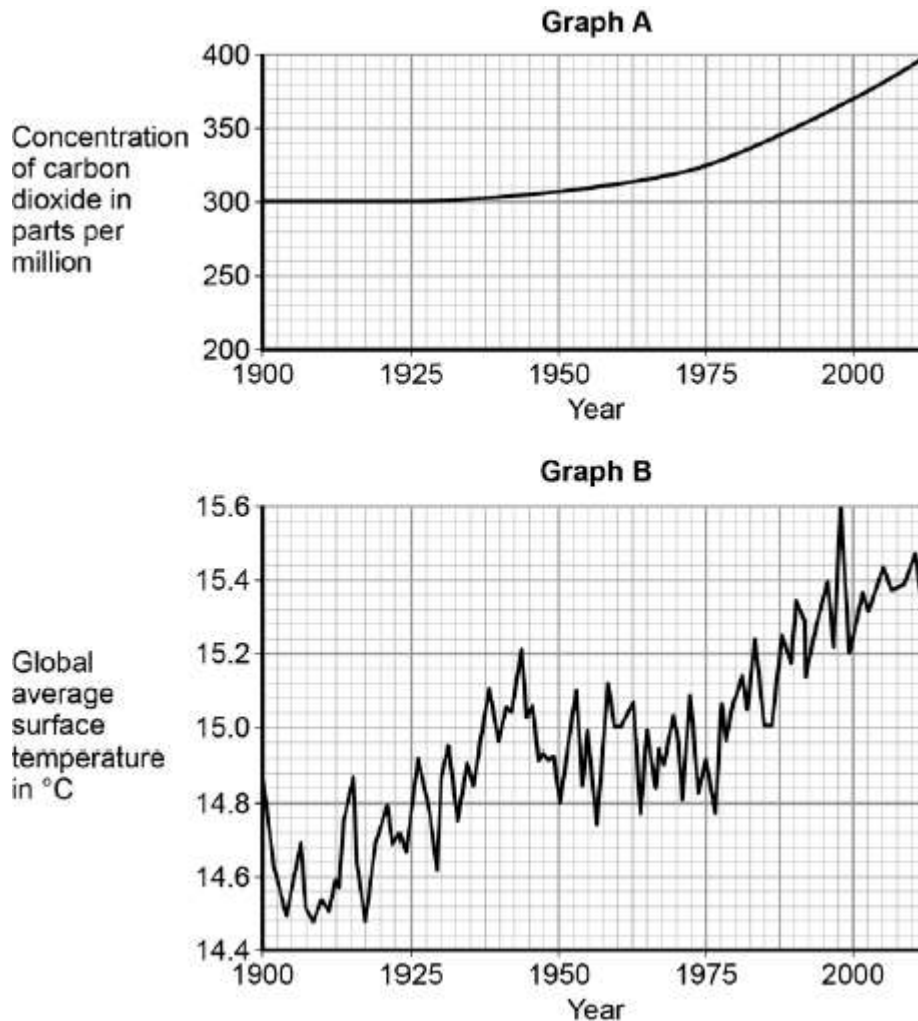 Graph A
Concentration
of carbon
dioxide in
parts per
million
400
350
300
250
200
1900 1925 1950 1975 2000
Year
Graph B
Global
average
surface
temperature
in °C
15.6
15.4
15.2
15.0
14.8
14.6
14.4
1900 1925 1950 1975 2000
Year